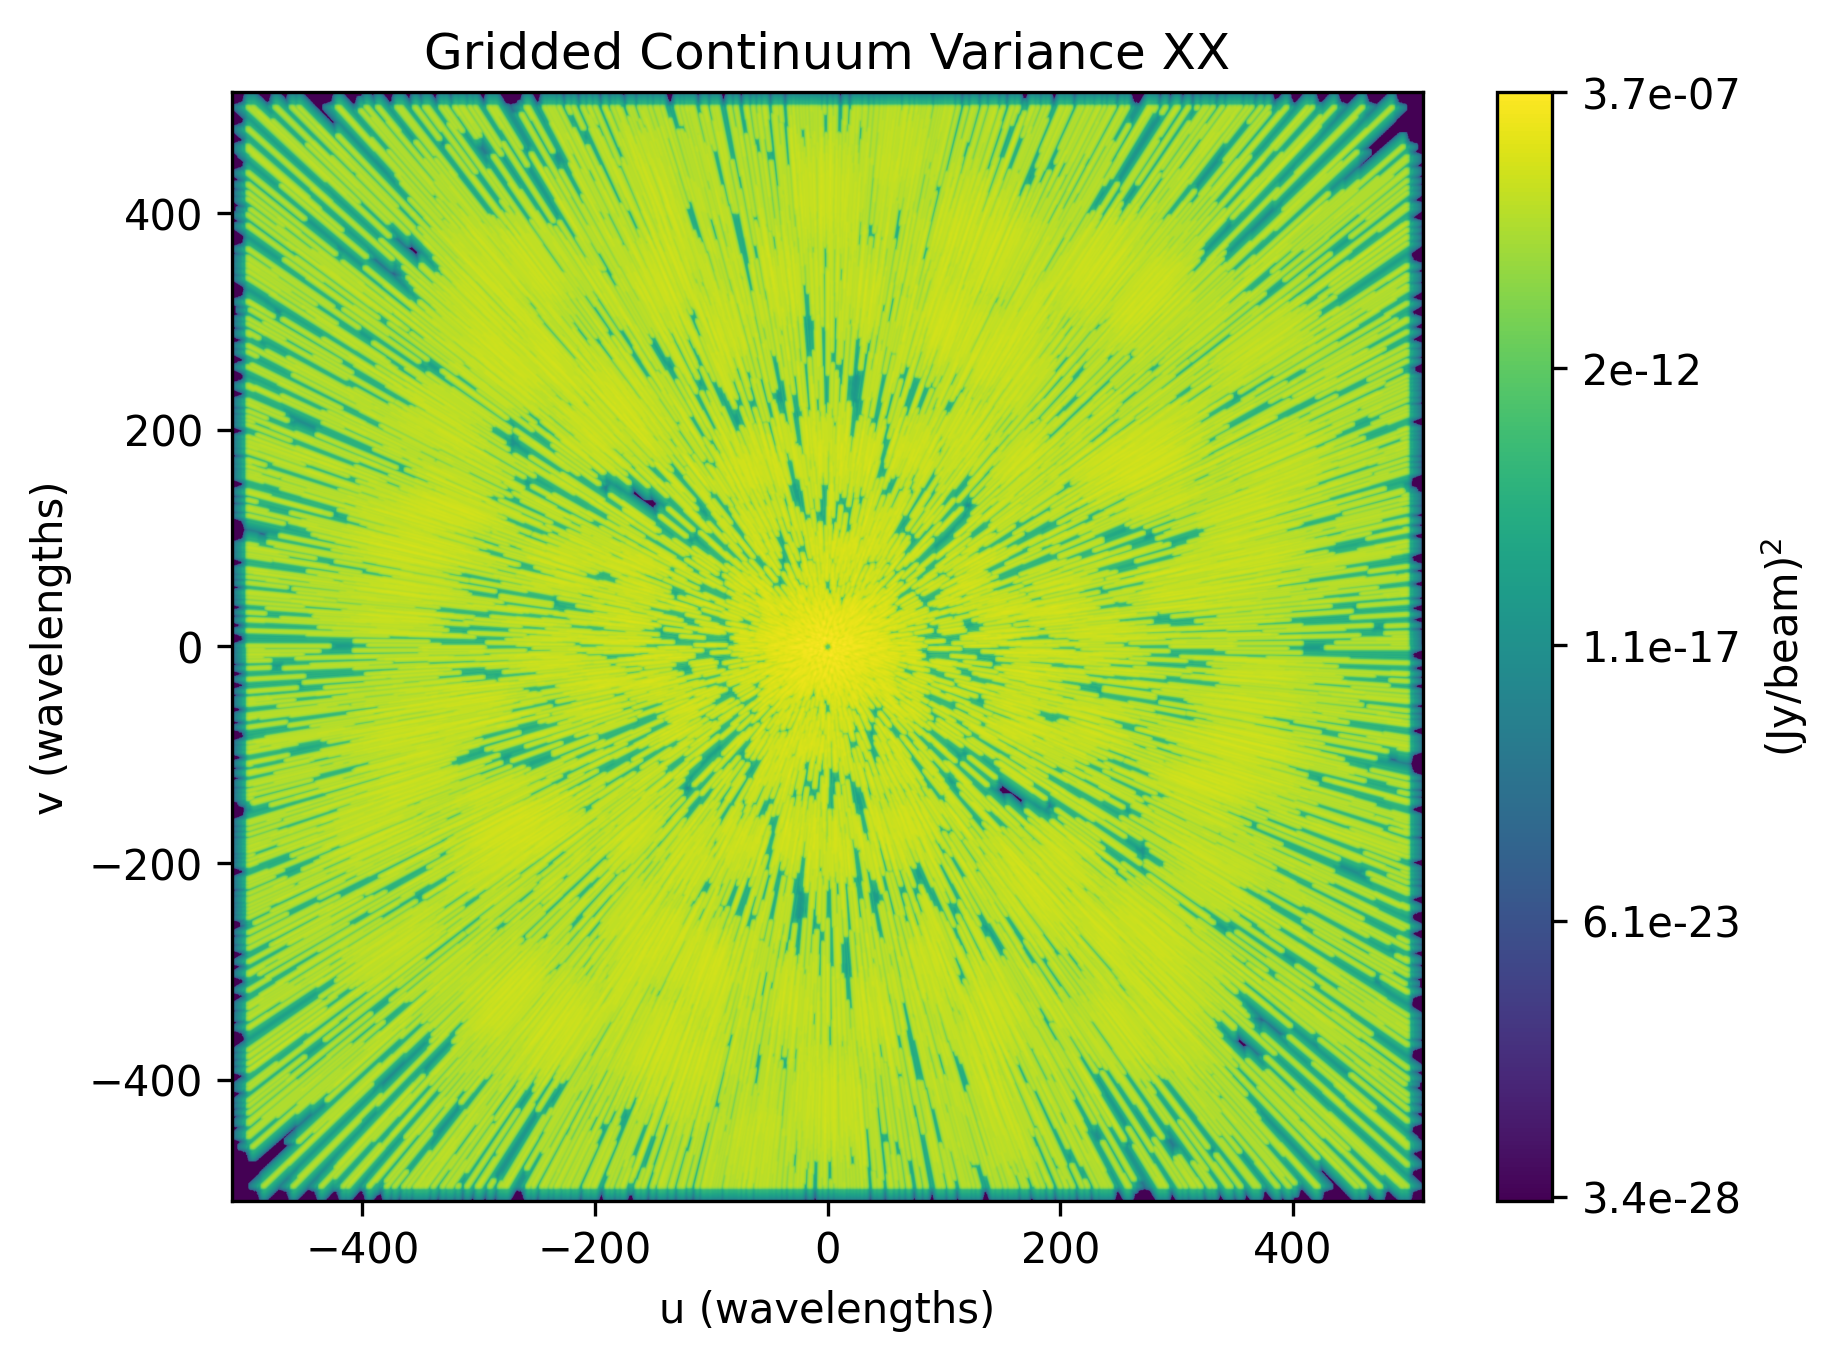 Gridded Continuum Variance XX
400
200
0
−200
−400
v (wavelengths)
−400 −200 0 200 400
u (wavelengths)
3.7e-07
2e-12
1.1e-17
6.1e-23
3.4e-28
(Jy/beam)²